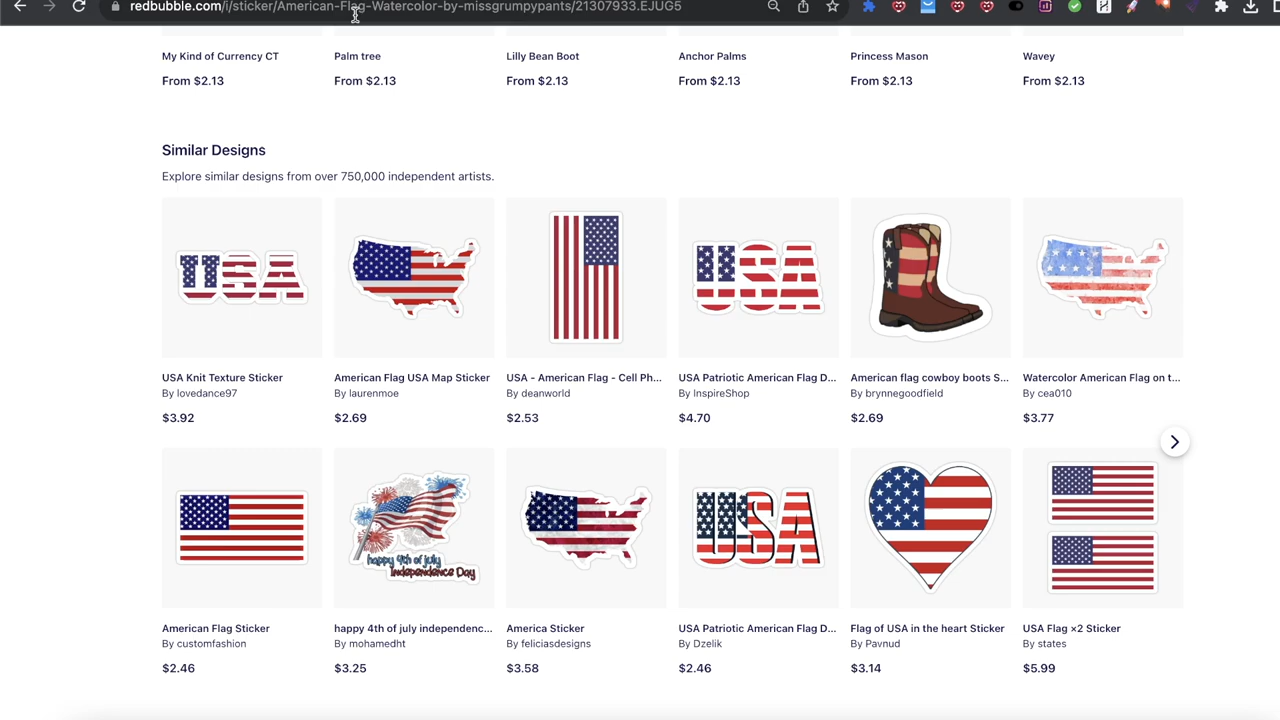 redbubble.com/i/sticker/American-Flag-Watercolor-by-missgrumpypants/21307933.EJUG5
My Kind of Currency CT
Palm tree
Lilly Bean Boot
Anchor Palms
Princess Mason
Wavey
From $2.13
From $2.13
From $2.13
From $2.13
From $2.13
From $2.13
Similar Designs
Explore similar designs from over 750,000 independent artists.
USA
USA
USA Knit Texture Sticker
By lovedance97
$3.92
American Flag USA Map Sticker
By laurenmoe
$2.69
USA - American Flag - Cell Ph...
By deanworld
$2.53
USA Patriotic American Flag D...
By InspireShop
$4.70
American flag cowboy boots S...
By brynnegoodfield
$2.69
Watercolor American Flag on t...
By cea010
$3.77
happy 4th of july
Independence Day
USA
American Flag Sticker
By customfashion
$2.46
happy 4th of july independenc...
By mohamedht
$3.25
America Sticker
By feliciasdesigns
$3.58
USA Patriotic American Flag D...
By Dzelik
$2.46
Flag of USA in the heart Sticker
By Pavnud
$3.14
USA Flag ×2 Sticker
By states
$5.99